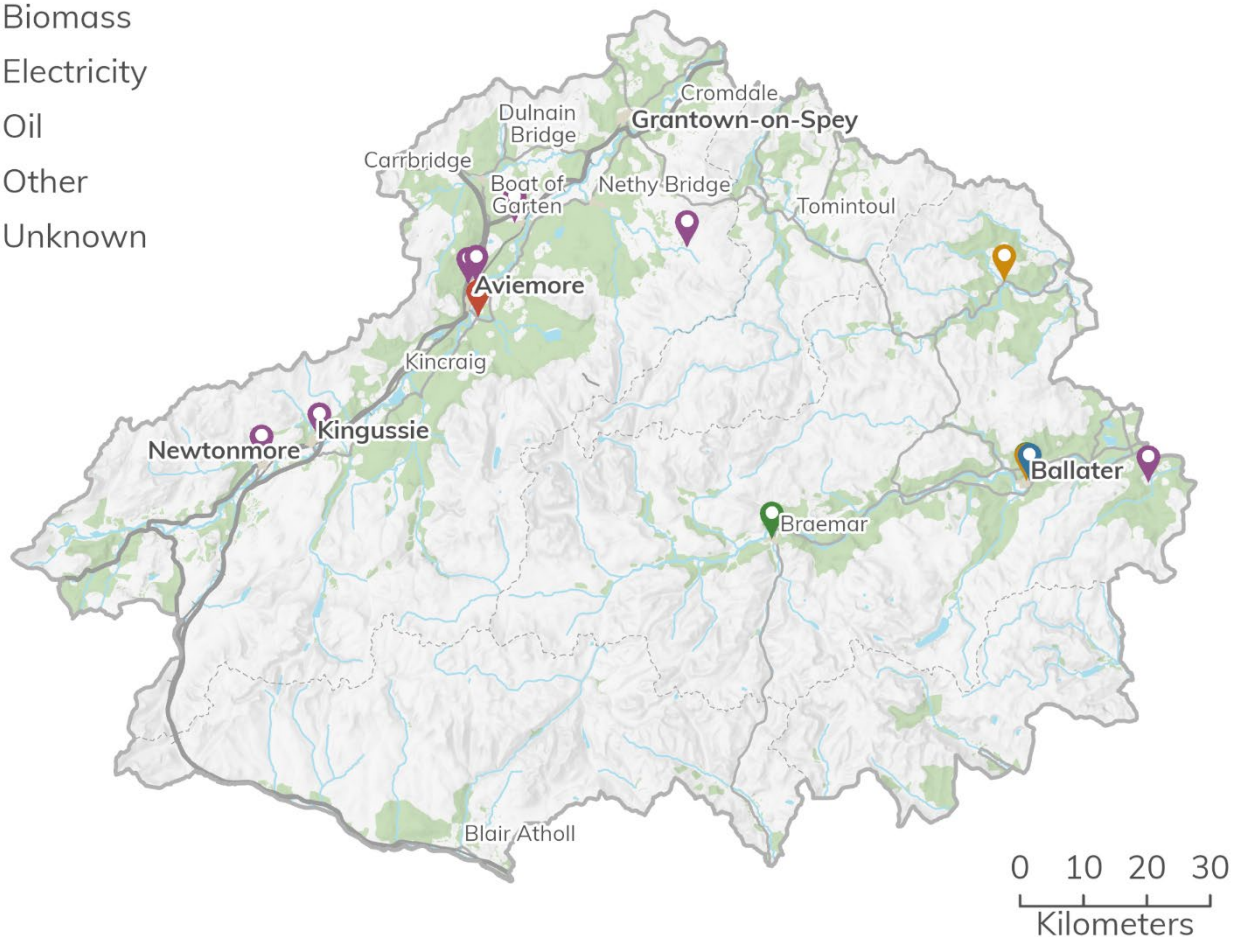 Biomass
Electricity
Oil
Other
Unknown
Cromdale
Dulnain
Bridge
Grantown-on-Spey
Carrbridge
Boat of
Garten
Nethy Bridge
Tomintoul
Aviemore
Kincraig
Kingussie
Newtonmore
Ballater
Braemar
Blair Atholl
0 10 20 30
Kilometers